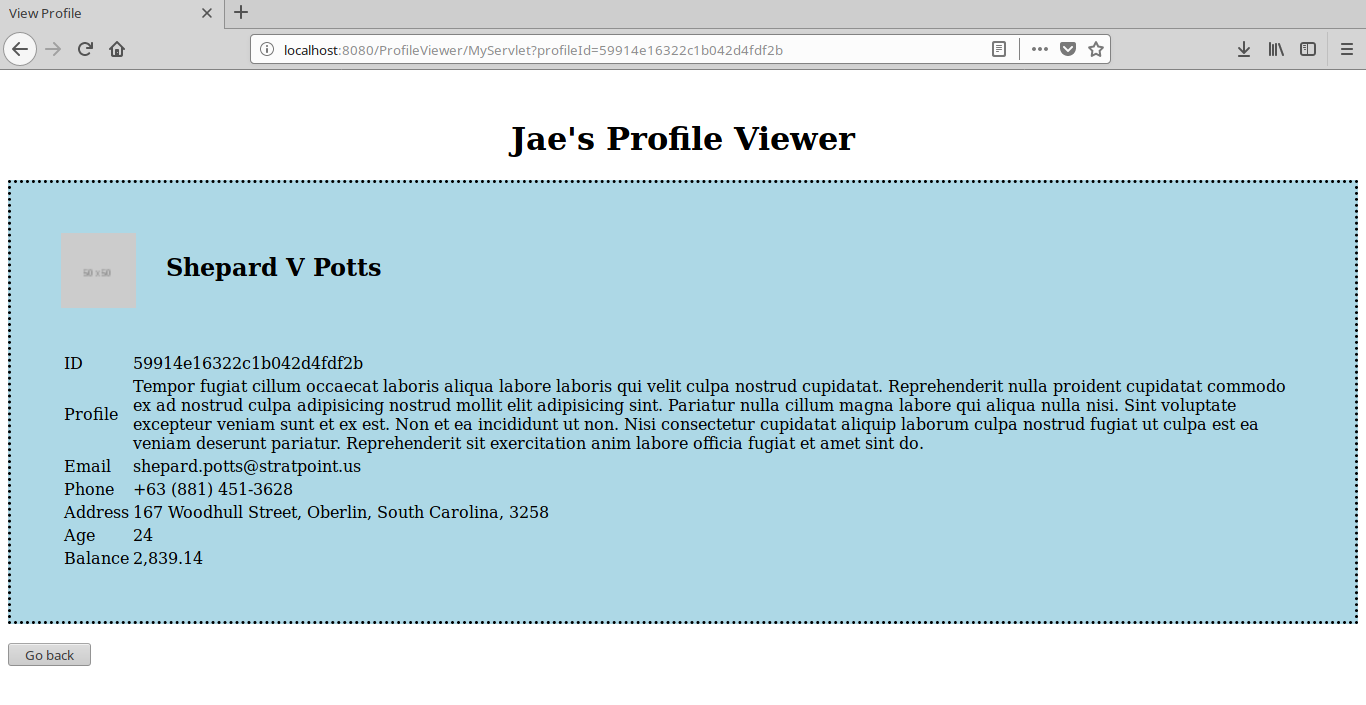 View Profile
localhost:8080/ProfileViewer/MyServlet?profileId=59914e16322c1b042d4fdf2b
Jae's Profile Viewer
50 x 50
Shepard V Potts
ID 59914e16322c1b042d4fdf2b
Profile Tempor fugiat cillum occaecat laboris aliqua labore laboris qui velit culpa nostrud cupidatat. Reprehenderit nulla proident cupidatat commodo
ex ad nostrud culpa adipisicing nostrud mollit elit adipisicing sint. Pariatur nulla cillum magna labore qui aliqua nulla nisi. Sint voluptate
excepteur veniam sunt et ex est. Non et ea incididunt ut non. Nisi consectetur cupidatat aliquip laborum culpa nostrud fugiat ut culpa est ea
veniam deserunt pariatur. Reprehenderit sit exercitation anim labore officia fugiat et amet sint do.
Email shepard.potts@stratpoint.us
Phone +63 (881) 451-3628
Address 167 Woodhull Street, Oberlin, South Carolina, 3258
Age 24
Balance 2,839.14
Go back